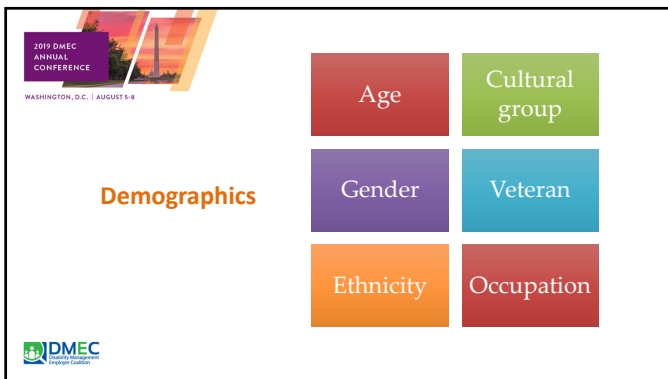 2019 DMEC
ANNUAL
CONFERENCE
WASHINGTON, D.C. | AUGUST 5-8
Demographics
Age
Cultural
group
Gender
Veteran
Ethnicity
Occupation
DMEC
Disability Management
Employer Coalition